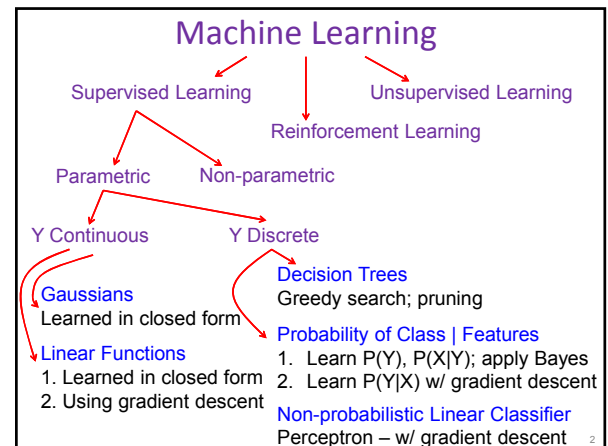 Machine Learning
Supervised Learning
Unsupervised Learning
Reinforcement Learning
Parametric
Non-parametric
Y Continuous
Y Discrete
Gaussians
Learned in closed form
Linear Functions
1. Learned in closed form
2. Using gradient descent
Decision Trees
Greedy search; pruning
Probability of Class | Features
1. Learn P(Y), P(X|Y); apply Bayes
2. Learn P(Y|X) w/ gradient descent
Non-probabilistic Linear Classifier
Perceptron – w/ gradient descent
2